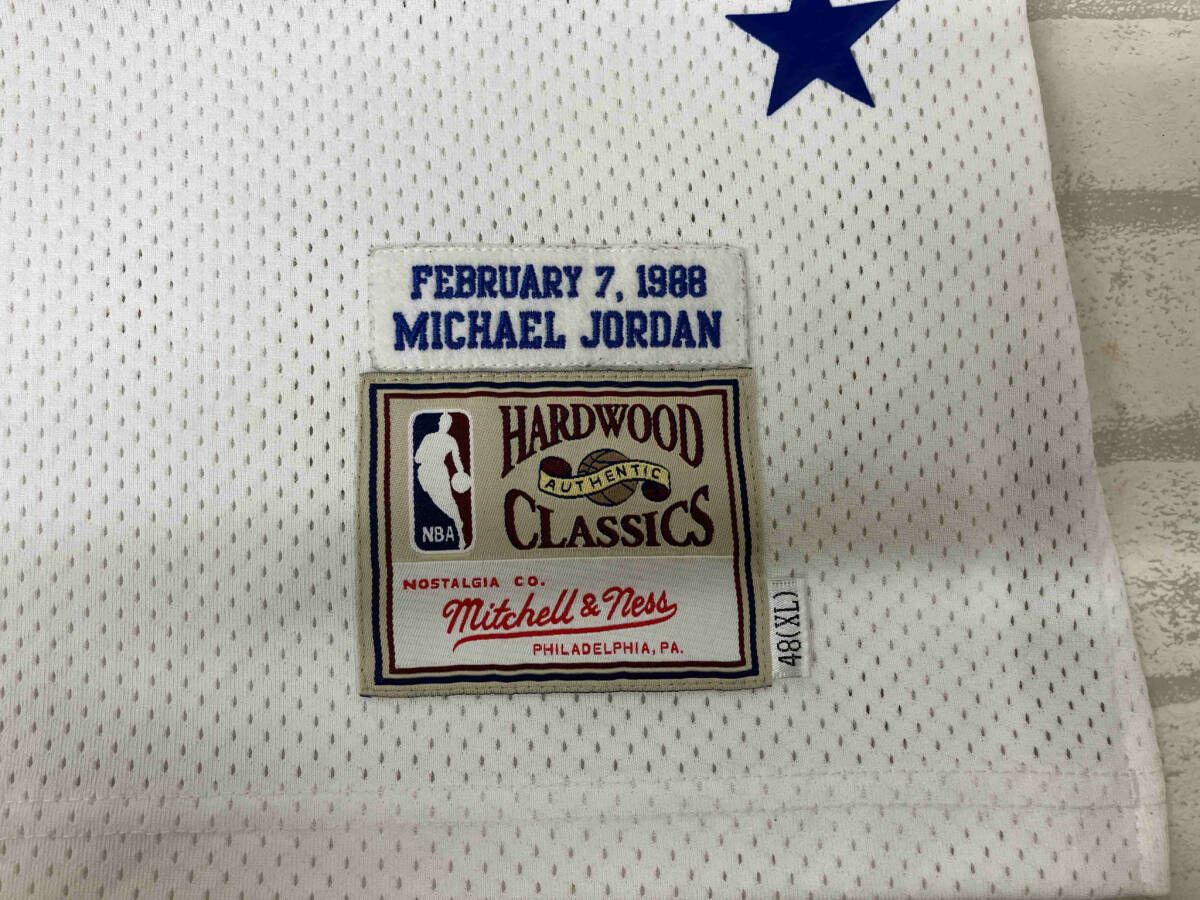 FEBRUARY 7, 1988
MICHAEL JORDAN
HARDWOOD
AUTHENTIC
CLASSICS
NBA
NOSTALGIA CO.
Mitchell & Ness
PHILADELPHIA, PA.
48(XL)